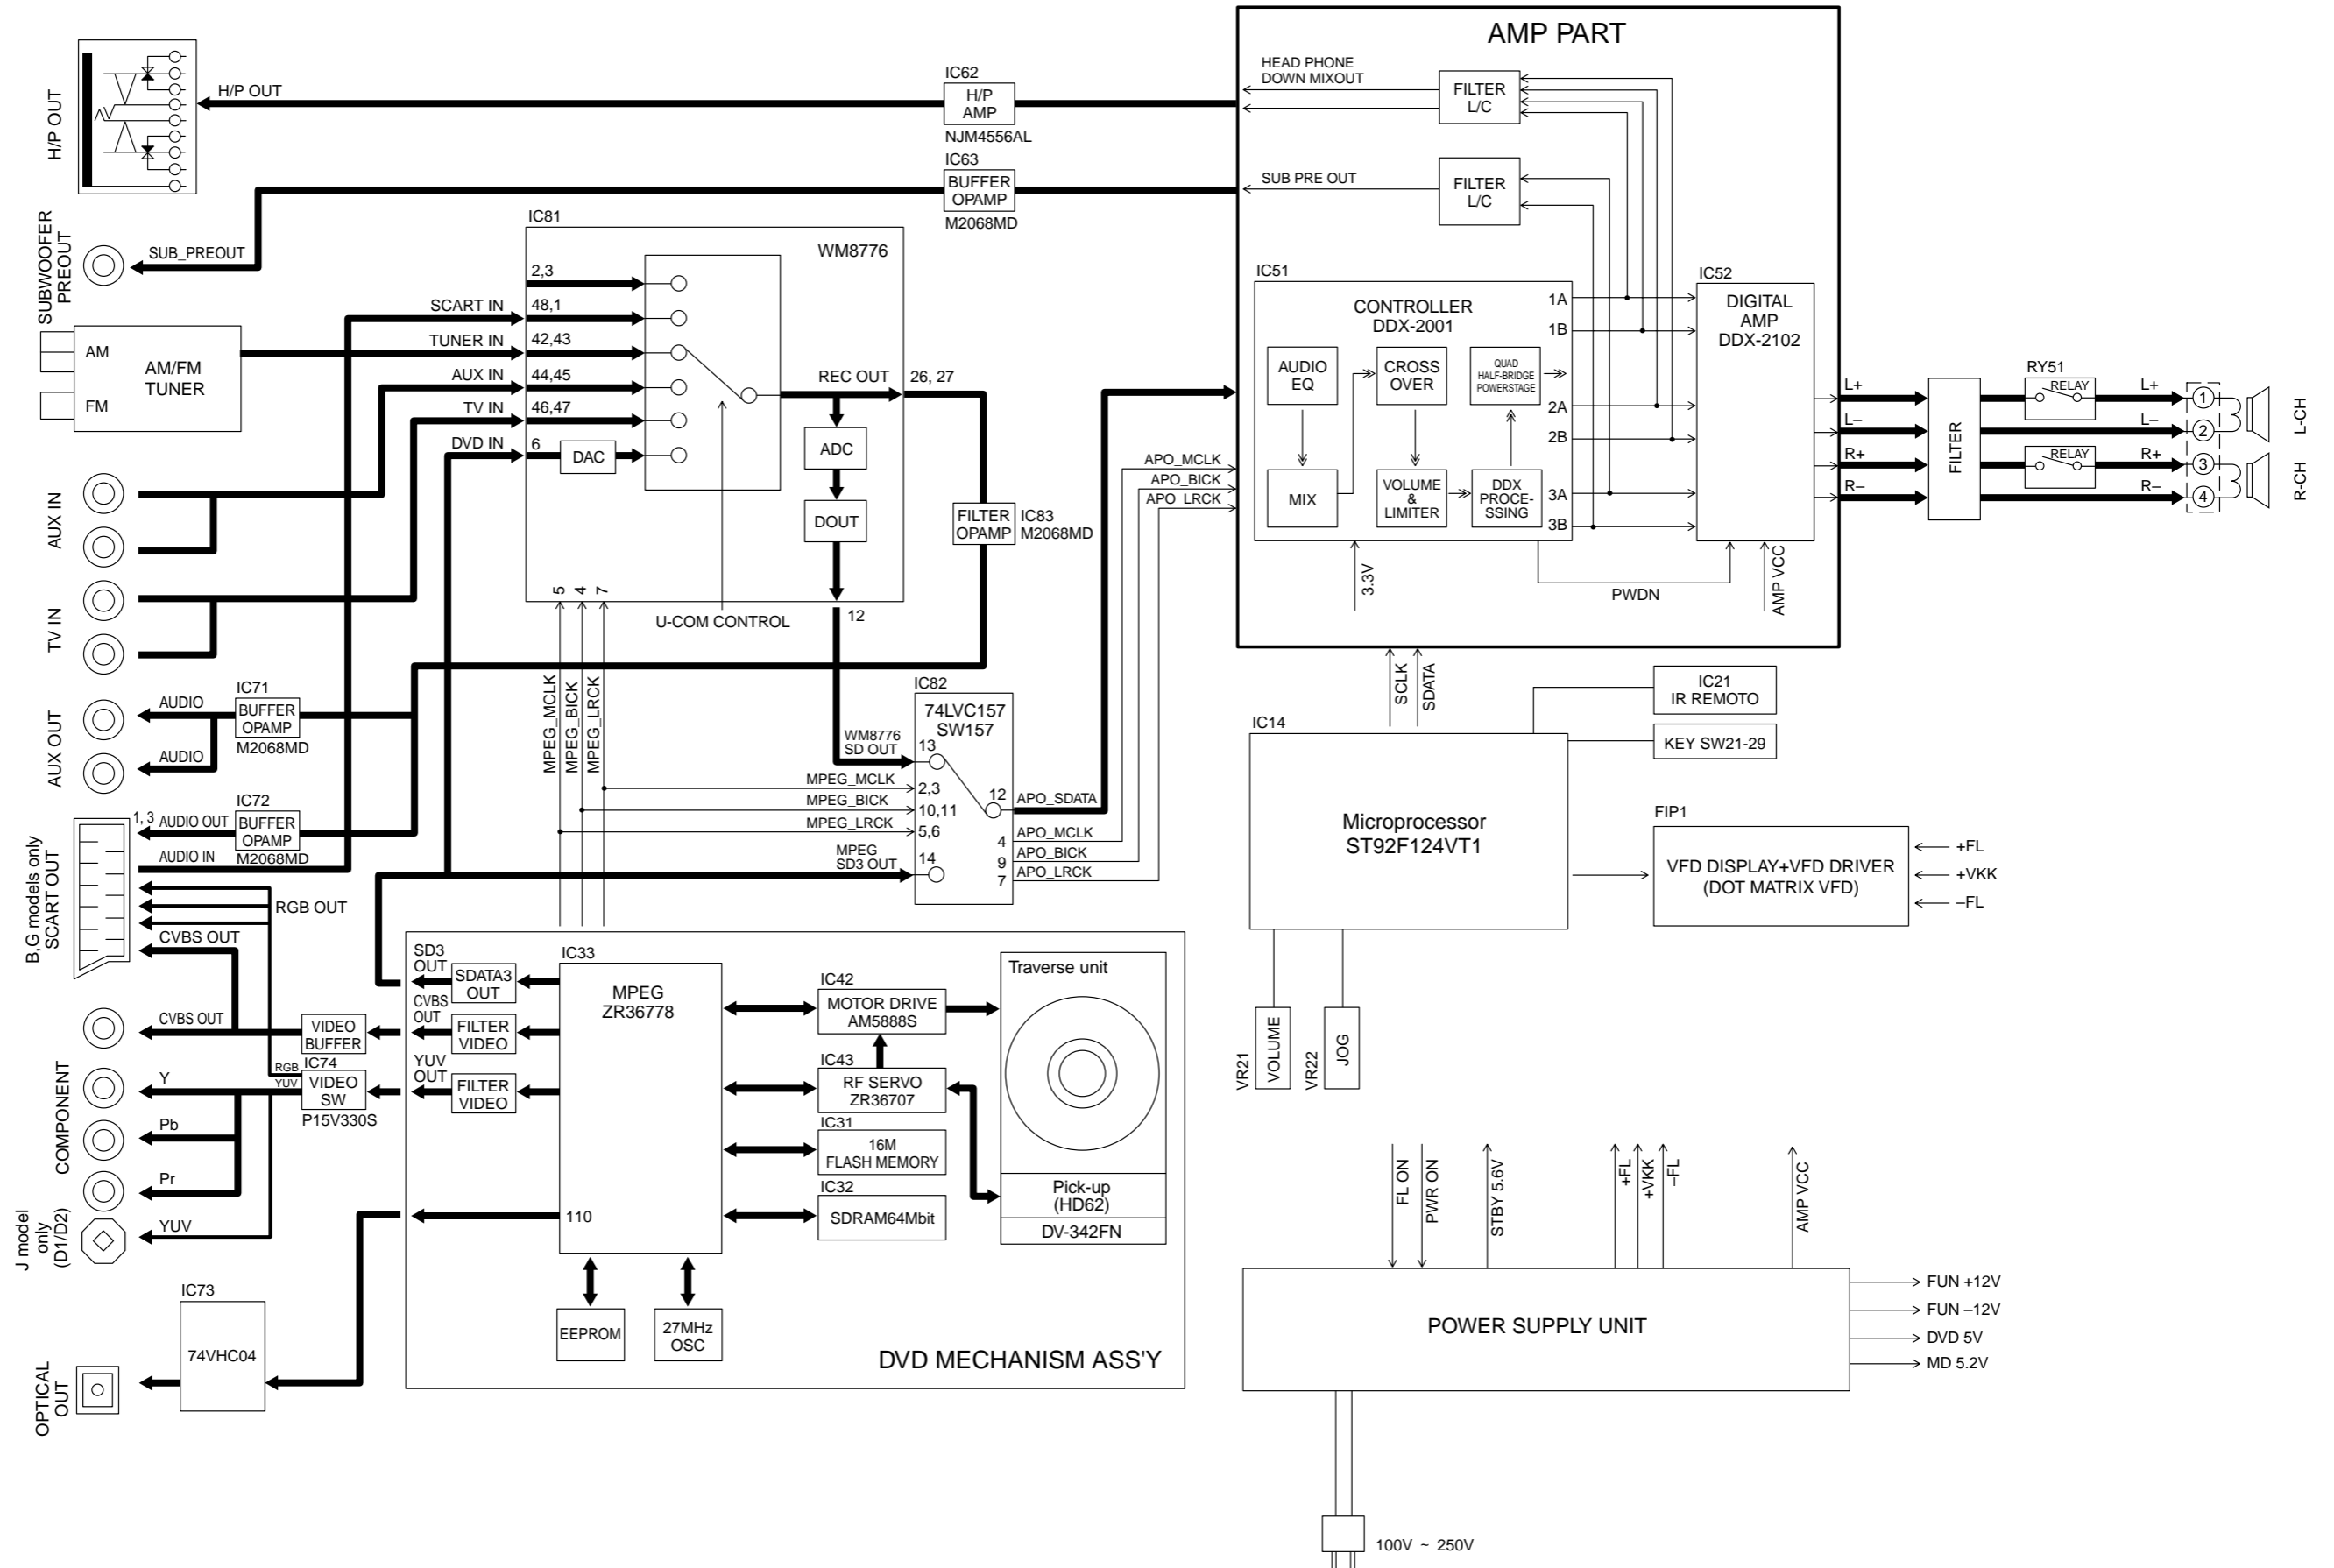 AMP PART
H/P OUT
H/P OUT
IC62
H/P
AMP
NJM4556AL
HEAD PHONE
DOWN MIXOUT
FILTER
L/C
IC63
BUFFER
OPAMP
M2068MD
SUB PRE OUT
FILTER
L/C
SUBWOOFER
PREOUT
SUB_PREOUT
IC81
WM8776
2,3
SCART IN
48,1
TUNER IN
42,43
AUX IN
44,45
TV IN
46,47
DVD IN
6
DAC
REC OUT
26, 27
ADC
DOUT
5
4
7
U-COM CONTROL
12
AM
FM
AM/FM
TUNER
AUX IN
TV IN
FILTER
OPAMP
IC83
M2068MD
APO_MCLK
APO_BICK
APO_LRCK
IC51
CONTROLLER
DDX-2001
AUDIO
EQ
CROSS
OVER
QUAD
HALF-BRIDGE
POWERSTAGE
MIX
VOLUME
&
LIMITER
DDX
PROCE-
SSING
1A
1B
2A
2B
3A
3B
3.3V
PWDN
AMP VCC
IC52
DIGITAL
AMP
DDX-2102
L+
L–
R+
R–
FILTER
RY51
RELAY
RELAY
L+
L–
R+
R–
1
2
3
4
L-CH
R-CH
AUX OUT
AUDIO
AUDIO
IC71
BUFFER
OPAMP
M2068MD
MPEG_MCLK
MPEG_BICK
MPEG_LRCK
IC82
74LVC157
SW157
WM8776
SD OUT
13
MPEG_MCLK
2,3
MPEG_BICK
10,11
MPEG_LRCK
5,6
MPEG
SD3 OUT
14
12
APO_SDATA
4
APO_MCLK
9
APO_BICK
7
APO_LRCK
B,G models only
SCART OUT
1, 3
AUDIO OUT
IC72
BUFFER
OPAMP
M2068MD
AUDIO IN
RGB OUT
CVBS OUT
SCLK
SDATA
IC14
Microprocessor
ST92F124VT1
IC21
IR REMOTO
KEY SW21-29
FIP1
VFD DISPLAY+VFD DRIVER
(DOT MATRIX VFD)
+FL
+VKK
–FL
VR21
VOLUME
VR22
JOG
CVBS OUT
VIDEO
BUFFER
COMPONENT
Y
Pb
Pr
RGB
YUV
IC74
VIDEO
SW
P15V330S
J model
only
(D1/D2)
YUV
SD3
OUT
SDATA3
OUT
CVBS
OUT
FILTER
VIDEO
YUV
OUT
FILTER
VIDEO
IC33
MPEG
ZR36778
110
IC42
MOTOR DRIVE
AM5888S
IC43
RF SERVO
ZR36707
IC31
16M
FLASH MEMORY
IC32
SDRAM64Mbit
Traverse unit
Pick-up
(HD62)
DV-342FN
EEPROM
27MHz
OSC
DVD MECHANISM ASS'Y
IC73
74VHC04
OPTICAL
OUT
FL ON
PWR ON
STBY 5.6V
+FL
+VKK
–FL
AMP VCC
POWER SUPPLY UNIT
FUN +12V
FUN –12V
DVD 5V
MD 5.2V
100V ~ 250V